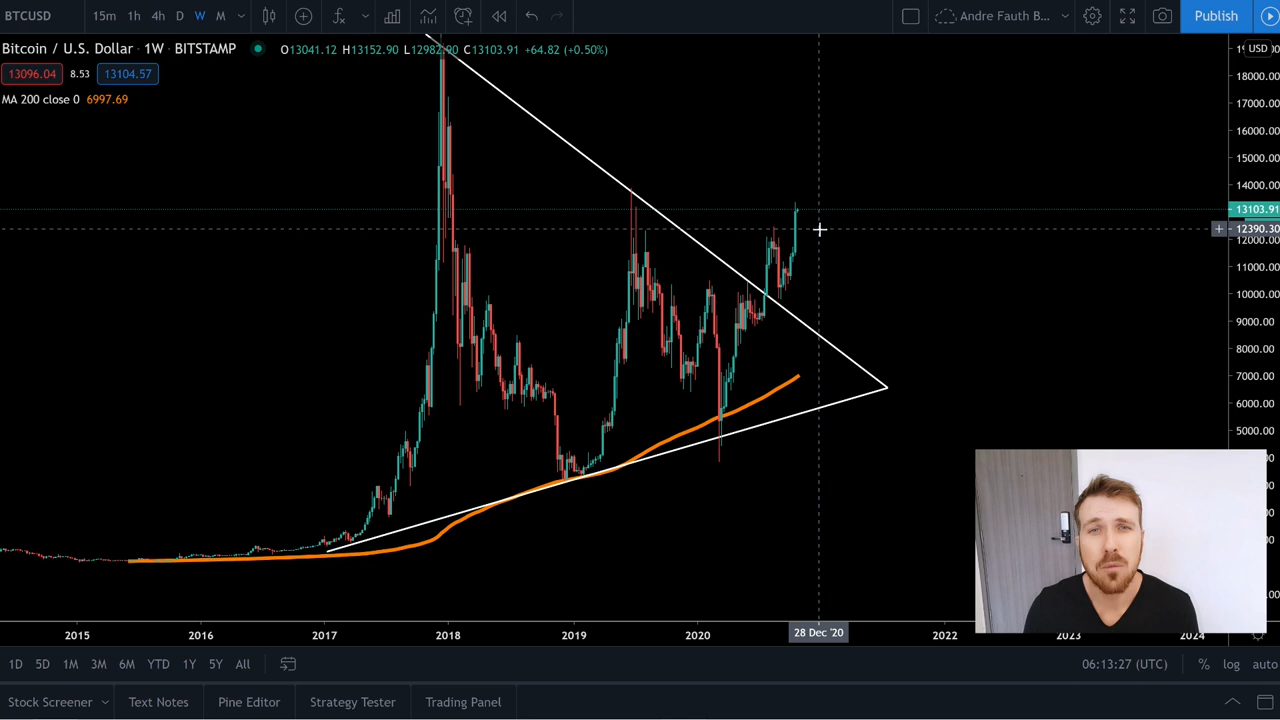 BTCUSD 15m 1h 4h D W M Andre Fauth B... Publish
Bitcoin / U.S. Dollar · 1W · BITSTAMP O13041.12 H13152.90 L12982.90 C13103.91 +64.82 (+0.50%)
13096.04 8.53 13104.57
MA 200 close 0 6997.69
USD
18000.00
17000.00
16000.00
15000.00
14000.00
13103.91
12390.30
12000.00
11000.00
10000.00
9000.00
8000.00
7000.00
6000.00
5000.00
2015 2016 2017 2018 2019 2020 28 Dec '20 2022 2023 2024
1D 5D 1M 3M 6M YTD 1Y 5Y All 06:13:27 (UTC) % log auto
Stock Screener Text Notes Pine Editor Strategy Tester Trading Panel